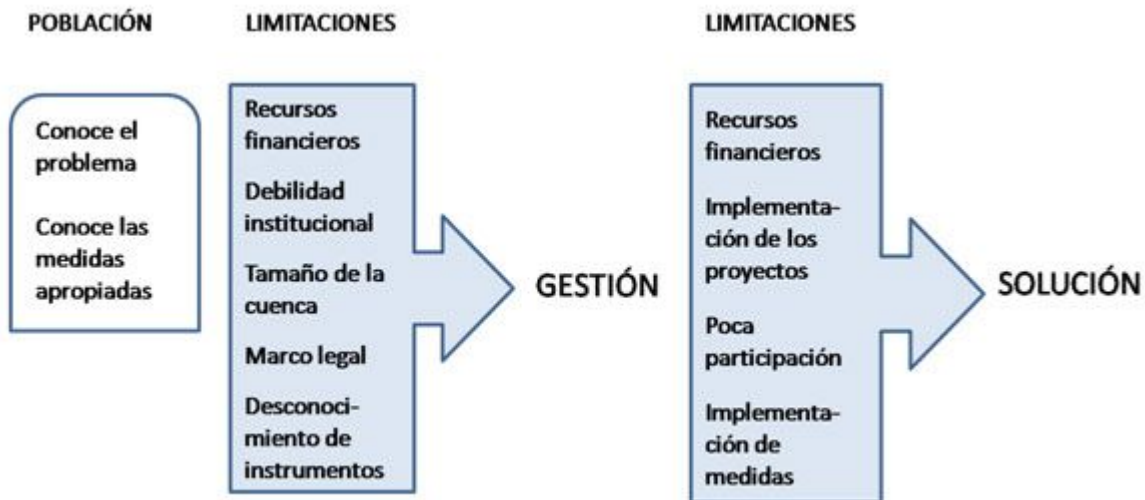 POBLACIÓN
Conoce el
problema
Conoce las
medidas
apropiadas
LIMITACIONES
Recursos
financieros
Debilidad
institucional
Tamaño de la
cuenca
Marco legal
Desconoci-
miento de
instrumentos
GESTIÓN
LIMITACIONES
Recursos
financieros
Implementa-
ción de los
proyectos
Poca
participación
Implementa-
ción de
medidas
SOLUCIÓN